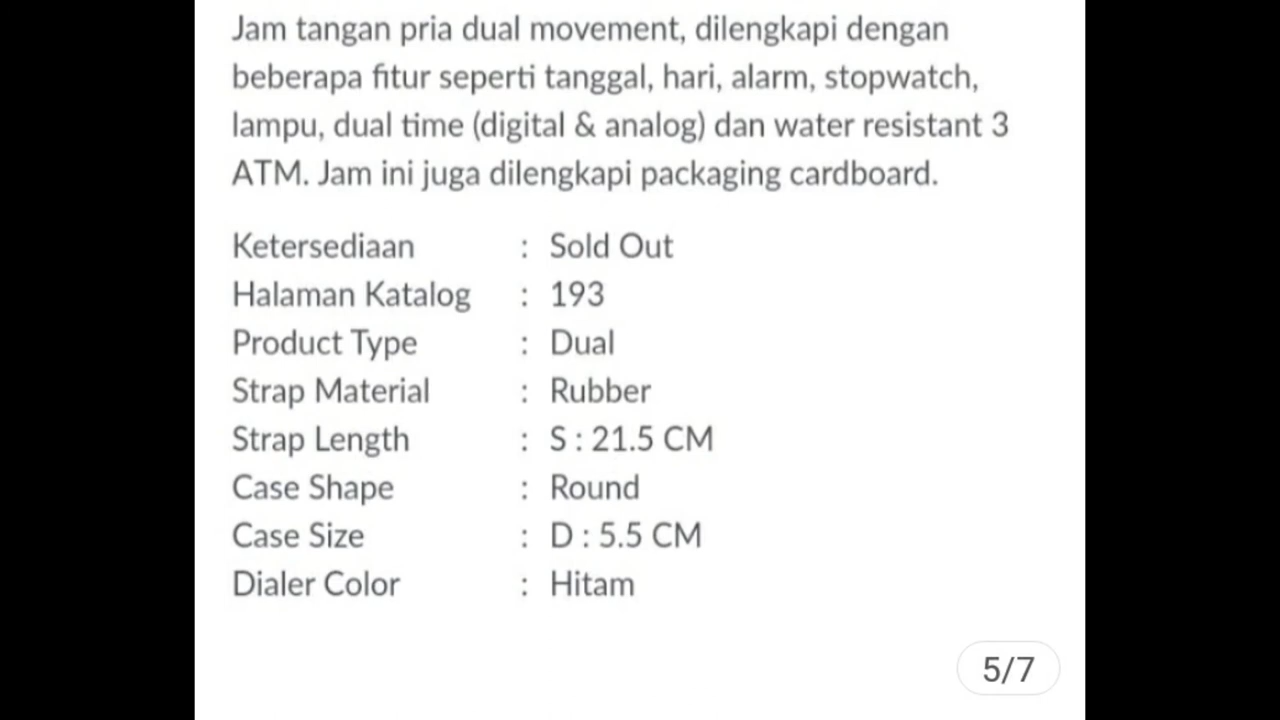 Jam tangan pria dual movement, dilengkapi dengan
beberapa fitur seperti tanggal, hari, alarm, stopwatch,
lampu, dual time (digital & analog) dan water resistant 3
ATM. Jam ini juga dilengkapi packaging cardboard.
Ketersediaan : Sold Out
Halaman Katalog : 193
Product Type : Dual
Strap Material : Rubber
Strap Length : S : 21.5 CM
Case Shape : Round
Case Size : D : 5.5 CM
Dialer Color : Hitam
5/7